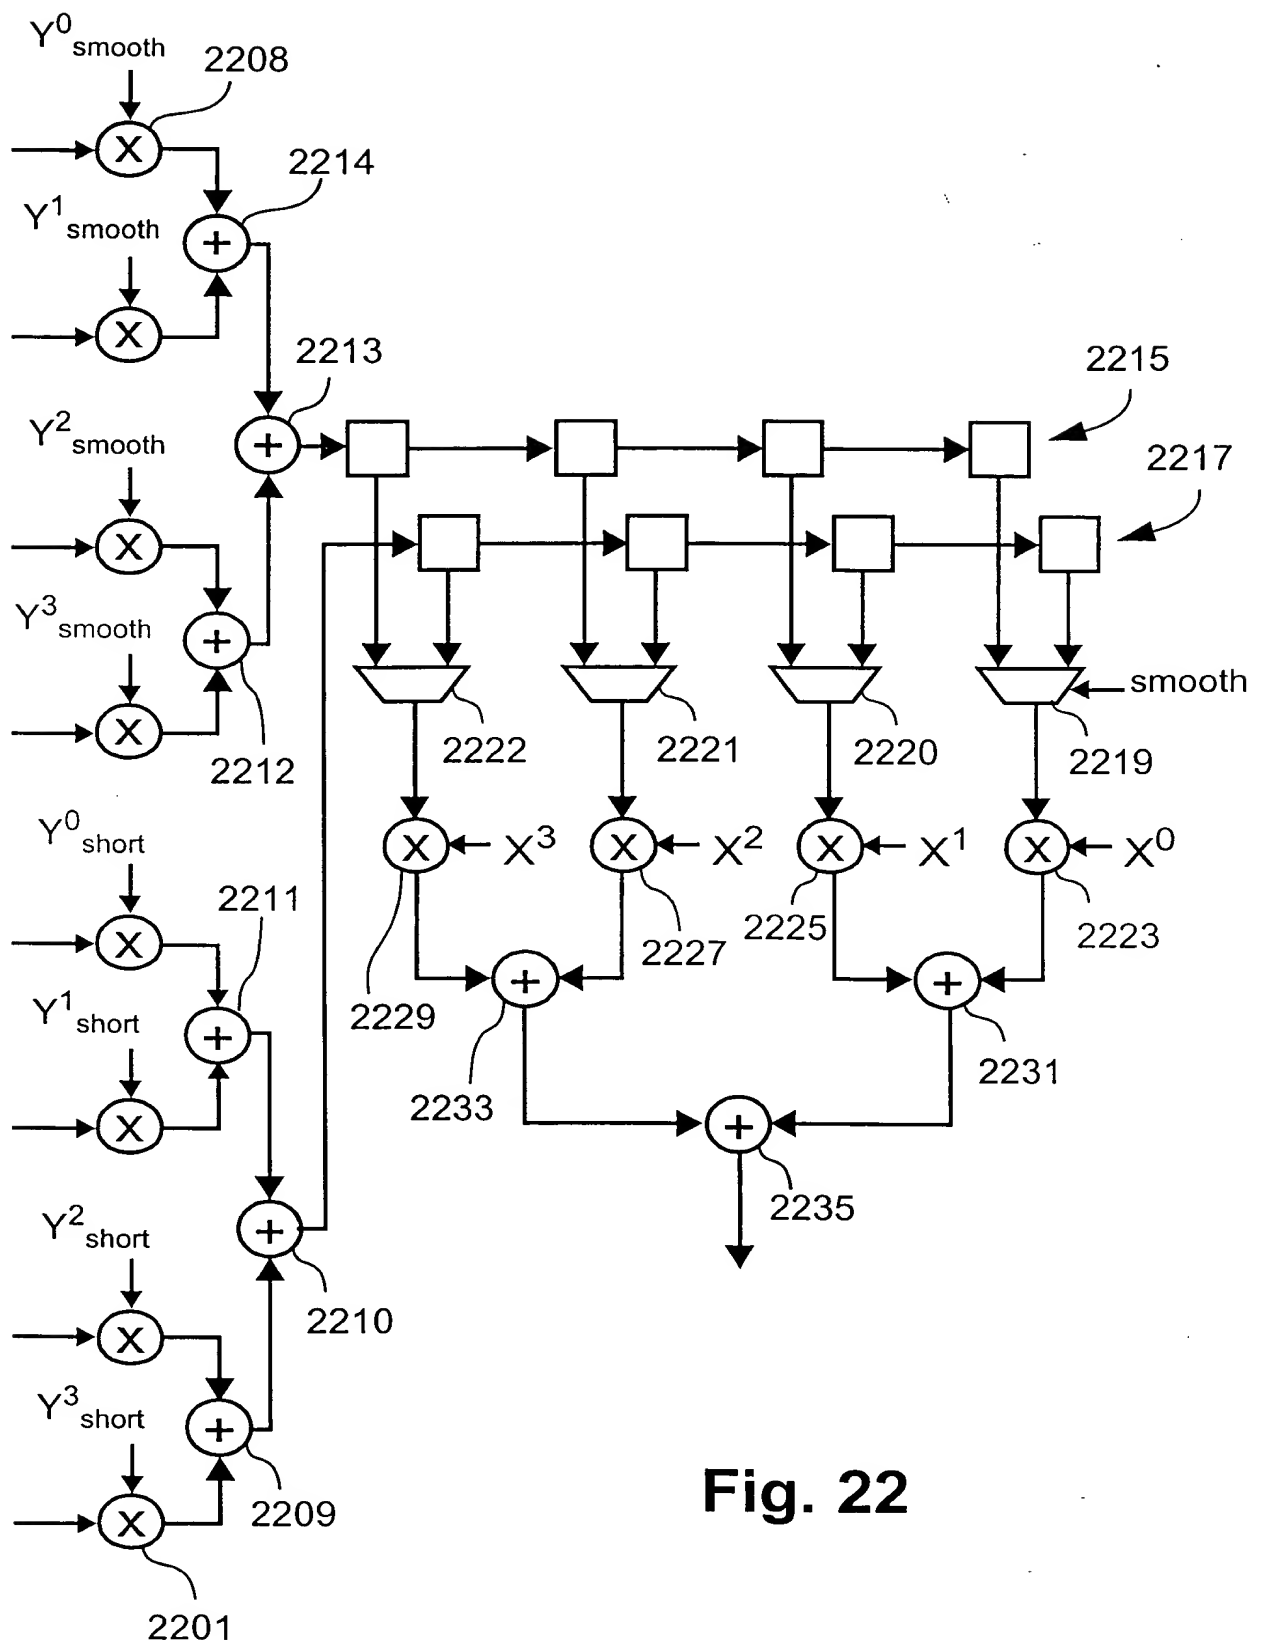 Y⁰smooth
2208
X
2214
Y¹smooth
+
X
2213
2215
Y²smooth
+
2217
X
Y³smooth
+
smooth
X
2212
2222
2221
2220
2219
Y⁰short
X
X³
X
X²
X
X¹
X
X⁰
2211
X
2229
2227
2225
2223
Y¹short
+
+
+
X
2233
2231
+
2235
Y²short
+
2210
X
Y³short
+
2209
X
2201
Fig. 22